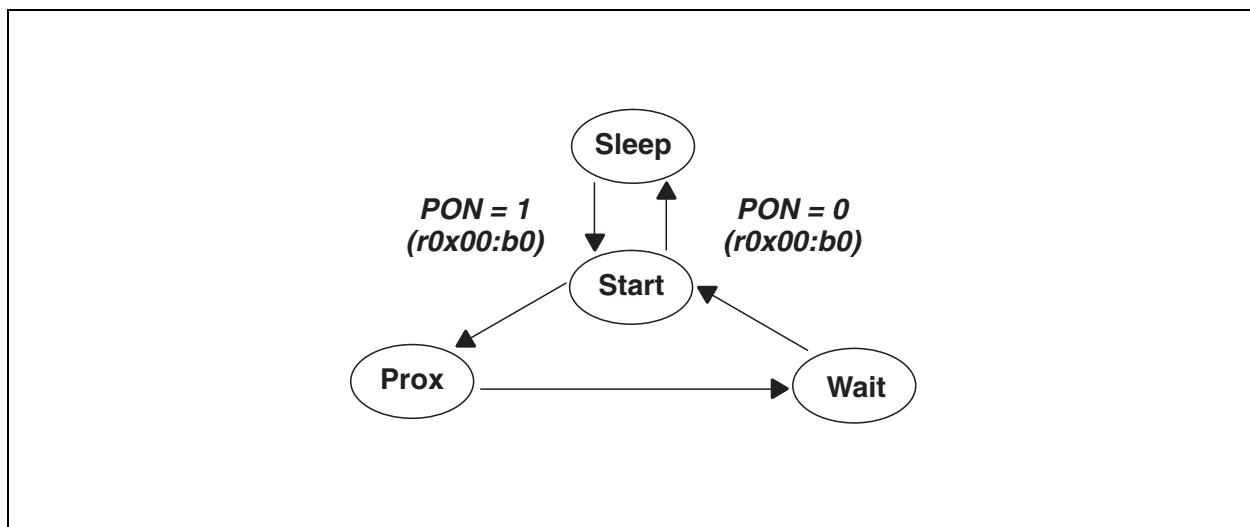 Sleep
PON = 1
(r0x00:b0)
PON = 0
(r0x00:b0)
Start
Prox
Wait